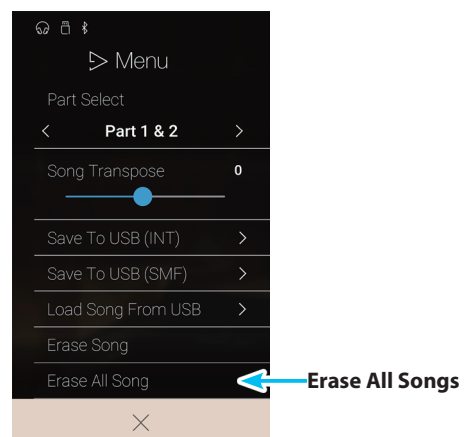 Menu
Part Select
Part 1 & 2
Song Transpose 0
Save To USB (INT)
Save To USB (SMF)
Load Song From USB
Erase Song
Erase All Song
Erase All Songs